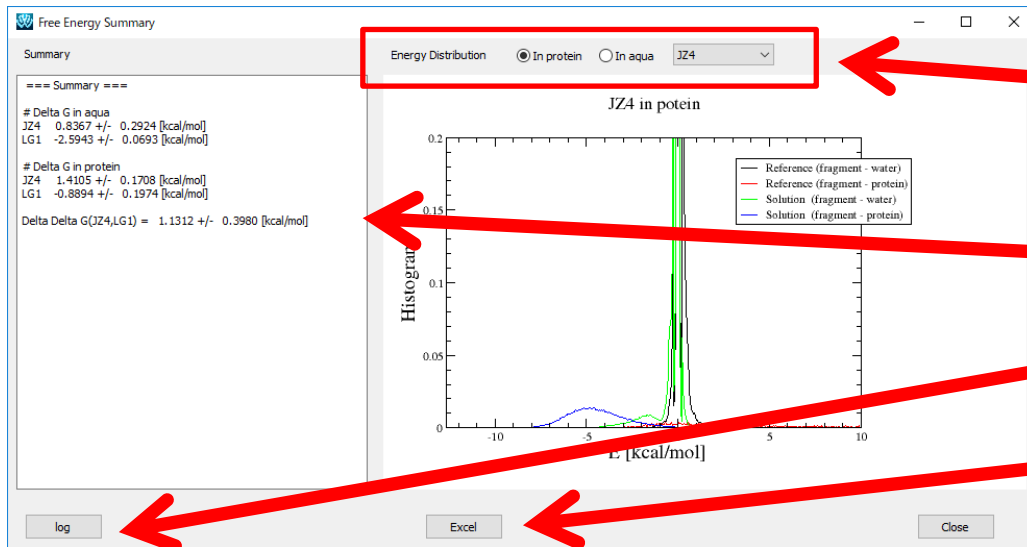 Free Energy Summary
Summary
Energy Distribution In protein In aqua JZ4
=== Summary ===
# Delta G in aqua
JZ4 0.8367 +/- 0.2924 [kcal/mol]
LG1 -2.5943 +/- 0.0693 [kcal/mol]
# Delta G in protein
JZ4 1.4105 +/- 0.1708 [kcal/mol]
LG1 -0.8894 +/- 0.1974 [kcal/mol]
Delta Delta G(JZ4,LG1) = 1.1312 +/- 0.3980 [kcal/mol]
JZ4 in potein
0.2
0.15
0.1
0.05
0
Reference (fragment - water)
Reference (fragment - protein)
Solution (fragment - water)
Solution (fragment - protein)
-10 -5 5 10
[kcal/mol]
log Excel Close